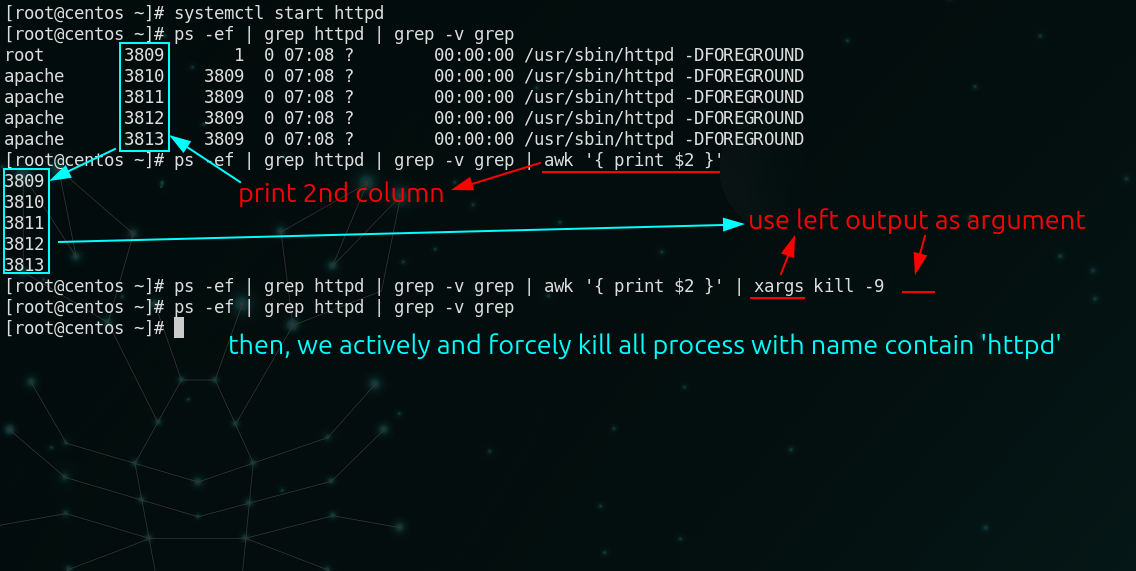 [root@centos ~]# systemctl start httpd
[root@centos ~]# ps -ef | grep httpd | grep -v grep
root        3809       1  0 07:08 ?        00:00:00 /usr/sbin/httpd -DFOREGROUND
apache      3810    3809  0 07:08 ?        00:00:00 /usr/sbin/httpd -DFOREGROUND
apache      3811    3809  0 07:08 ?        00:00:00 /usr/sbin/httpd -DFOREGROUND
apache      3812    3809  0 07:08 ?        00:00:00 /usr/sbin/httpd -DFOREGROUND
apache      3813    3809  0 07:08 ?        00:00:00 /usr/sbin/httpd -DFOREGROUND
[root@centos ~]# ps -ef | grep httpd | grep -v grep | awk '{ print $2 }'
3809
print 2nd column
3810
3811
use left output as argument
3812
3813
[root@centos ~]# ps -ef | grep httpd | grep -v grep | awk '{ print $2 }' | xargs kill -9
[root@centos ~]# ps -ef | grep httpd | grep -v grep
[root@centos ~]#
then, we actively and forcely kill all process with name contain 'httpd'